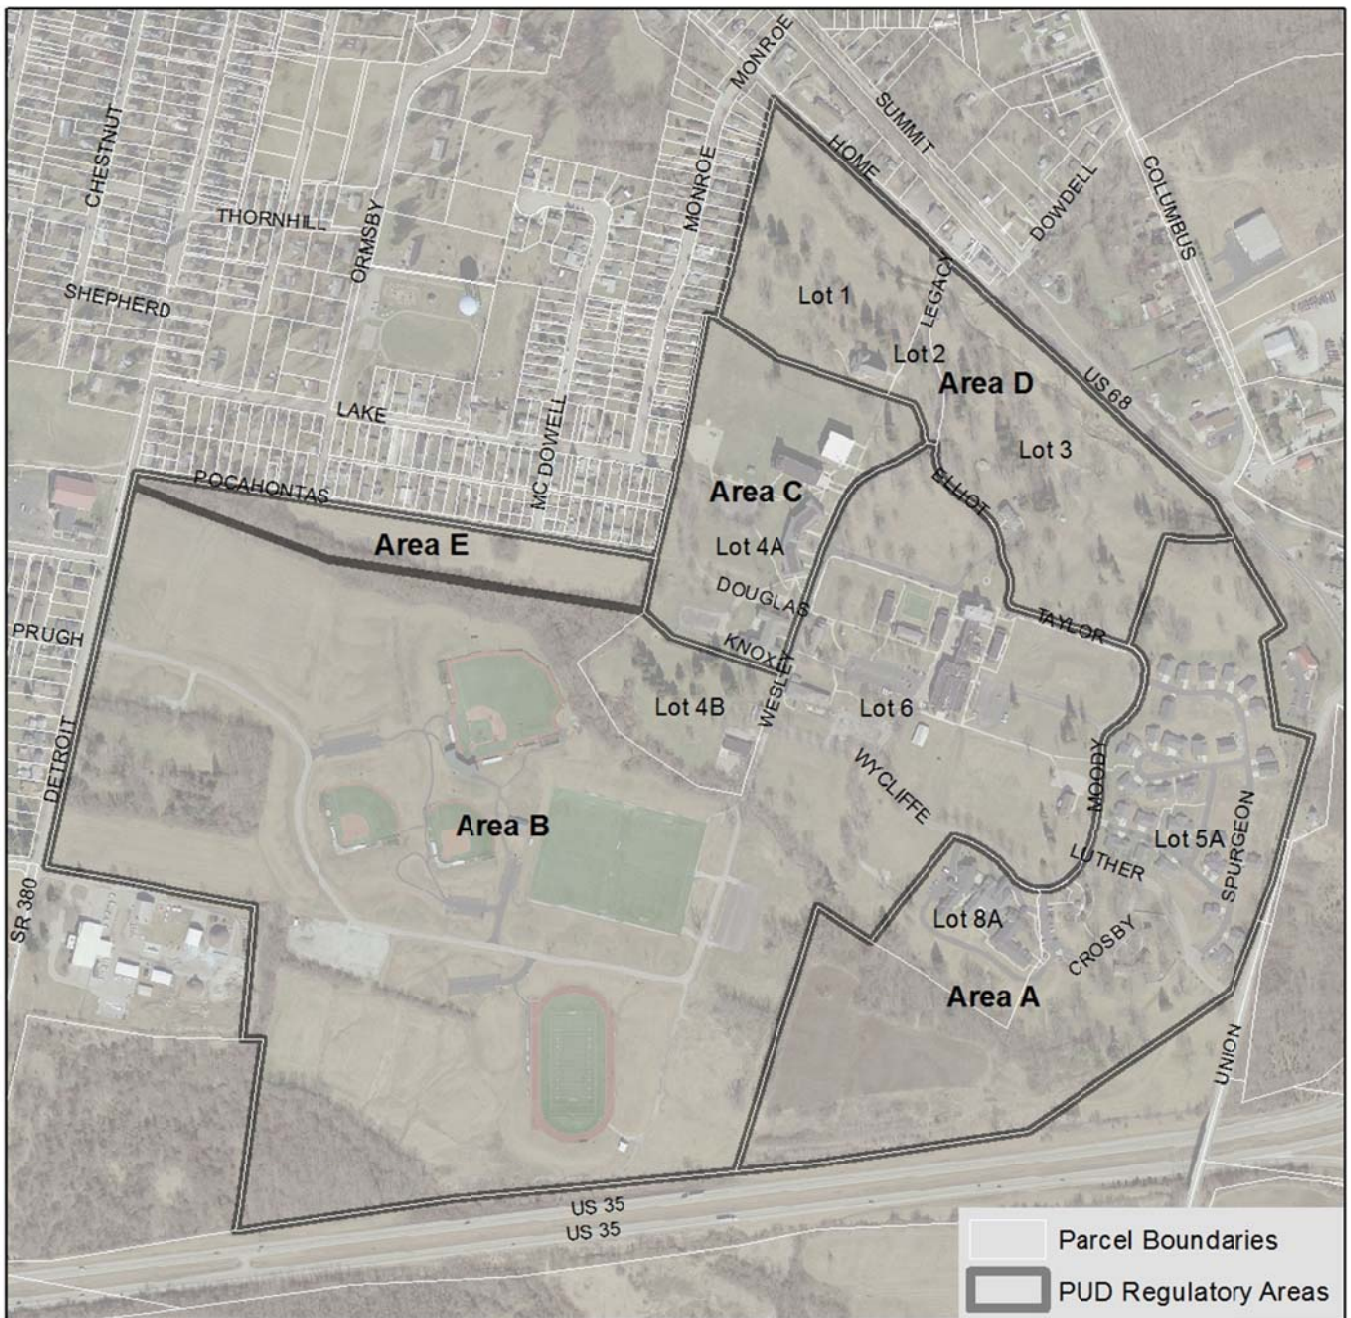 MONROE
SUMMIT
CHESTNUT
HOME
COLUMBUS
DOWDELL
MONROE
THORNHILL
ORMSBY
LEGACY
SHEPHERD
Lot 1
Lot 2
Area D
US 68
LAKE
MC DOWELL
Lot 3
POCAHONTAS
Area C
ELLIOT
Area E
Lot 4A
DOUGLAS
PRUGH
KNOX
TAYLOR
WESLEY
Lot 4B
Lot 6
DETROIT
WYCLIFFE
MOODY
Area B
LUTHER
Lot 5A
SPURGEON
SR 380
Lot 8A
CROSBY
Area A
UNION
US 35
US 35
Parcel Boundaries
PUD Regulatory Areas